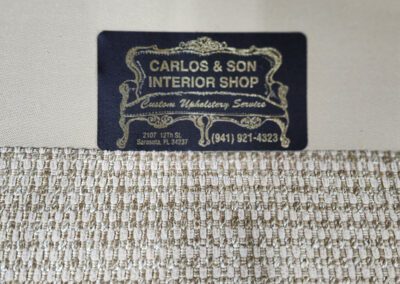 CARLOS & SON
INTERIOR SHOP
Custom Upholstery Service
2107 12Th St.
Sarasota, FL 34237
(941) 921-4323